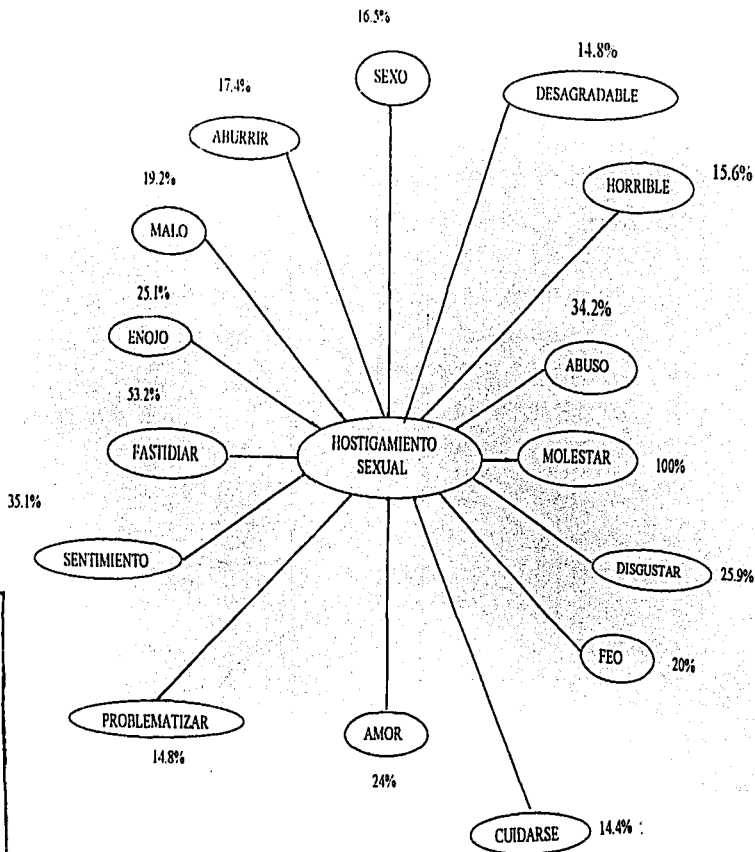 16.5%
SEXO
14.8%
DESAGRADABLE
17.4%
ABURRIR
15.6%
HORRIBLE
19.2%
MALO
25.1%
ENOJO
34.2%
ABUSO
53.2%
FASTIDIAR
HOSTIGAMIENTO
SEXUAL
MOLESTAR
100%
35.1%
SENTIMIENTO
DISGUSTAR
25.9%
FEO
20%
PROBLEMATIZAR
14.8%
AMOR
24%
CUIDARSE
14.4%